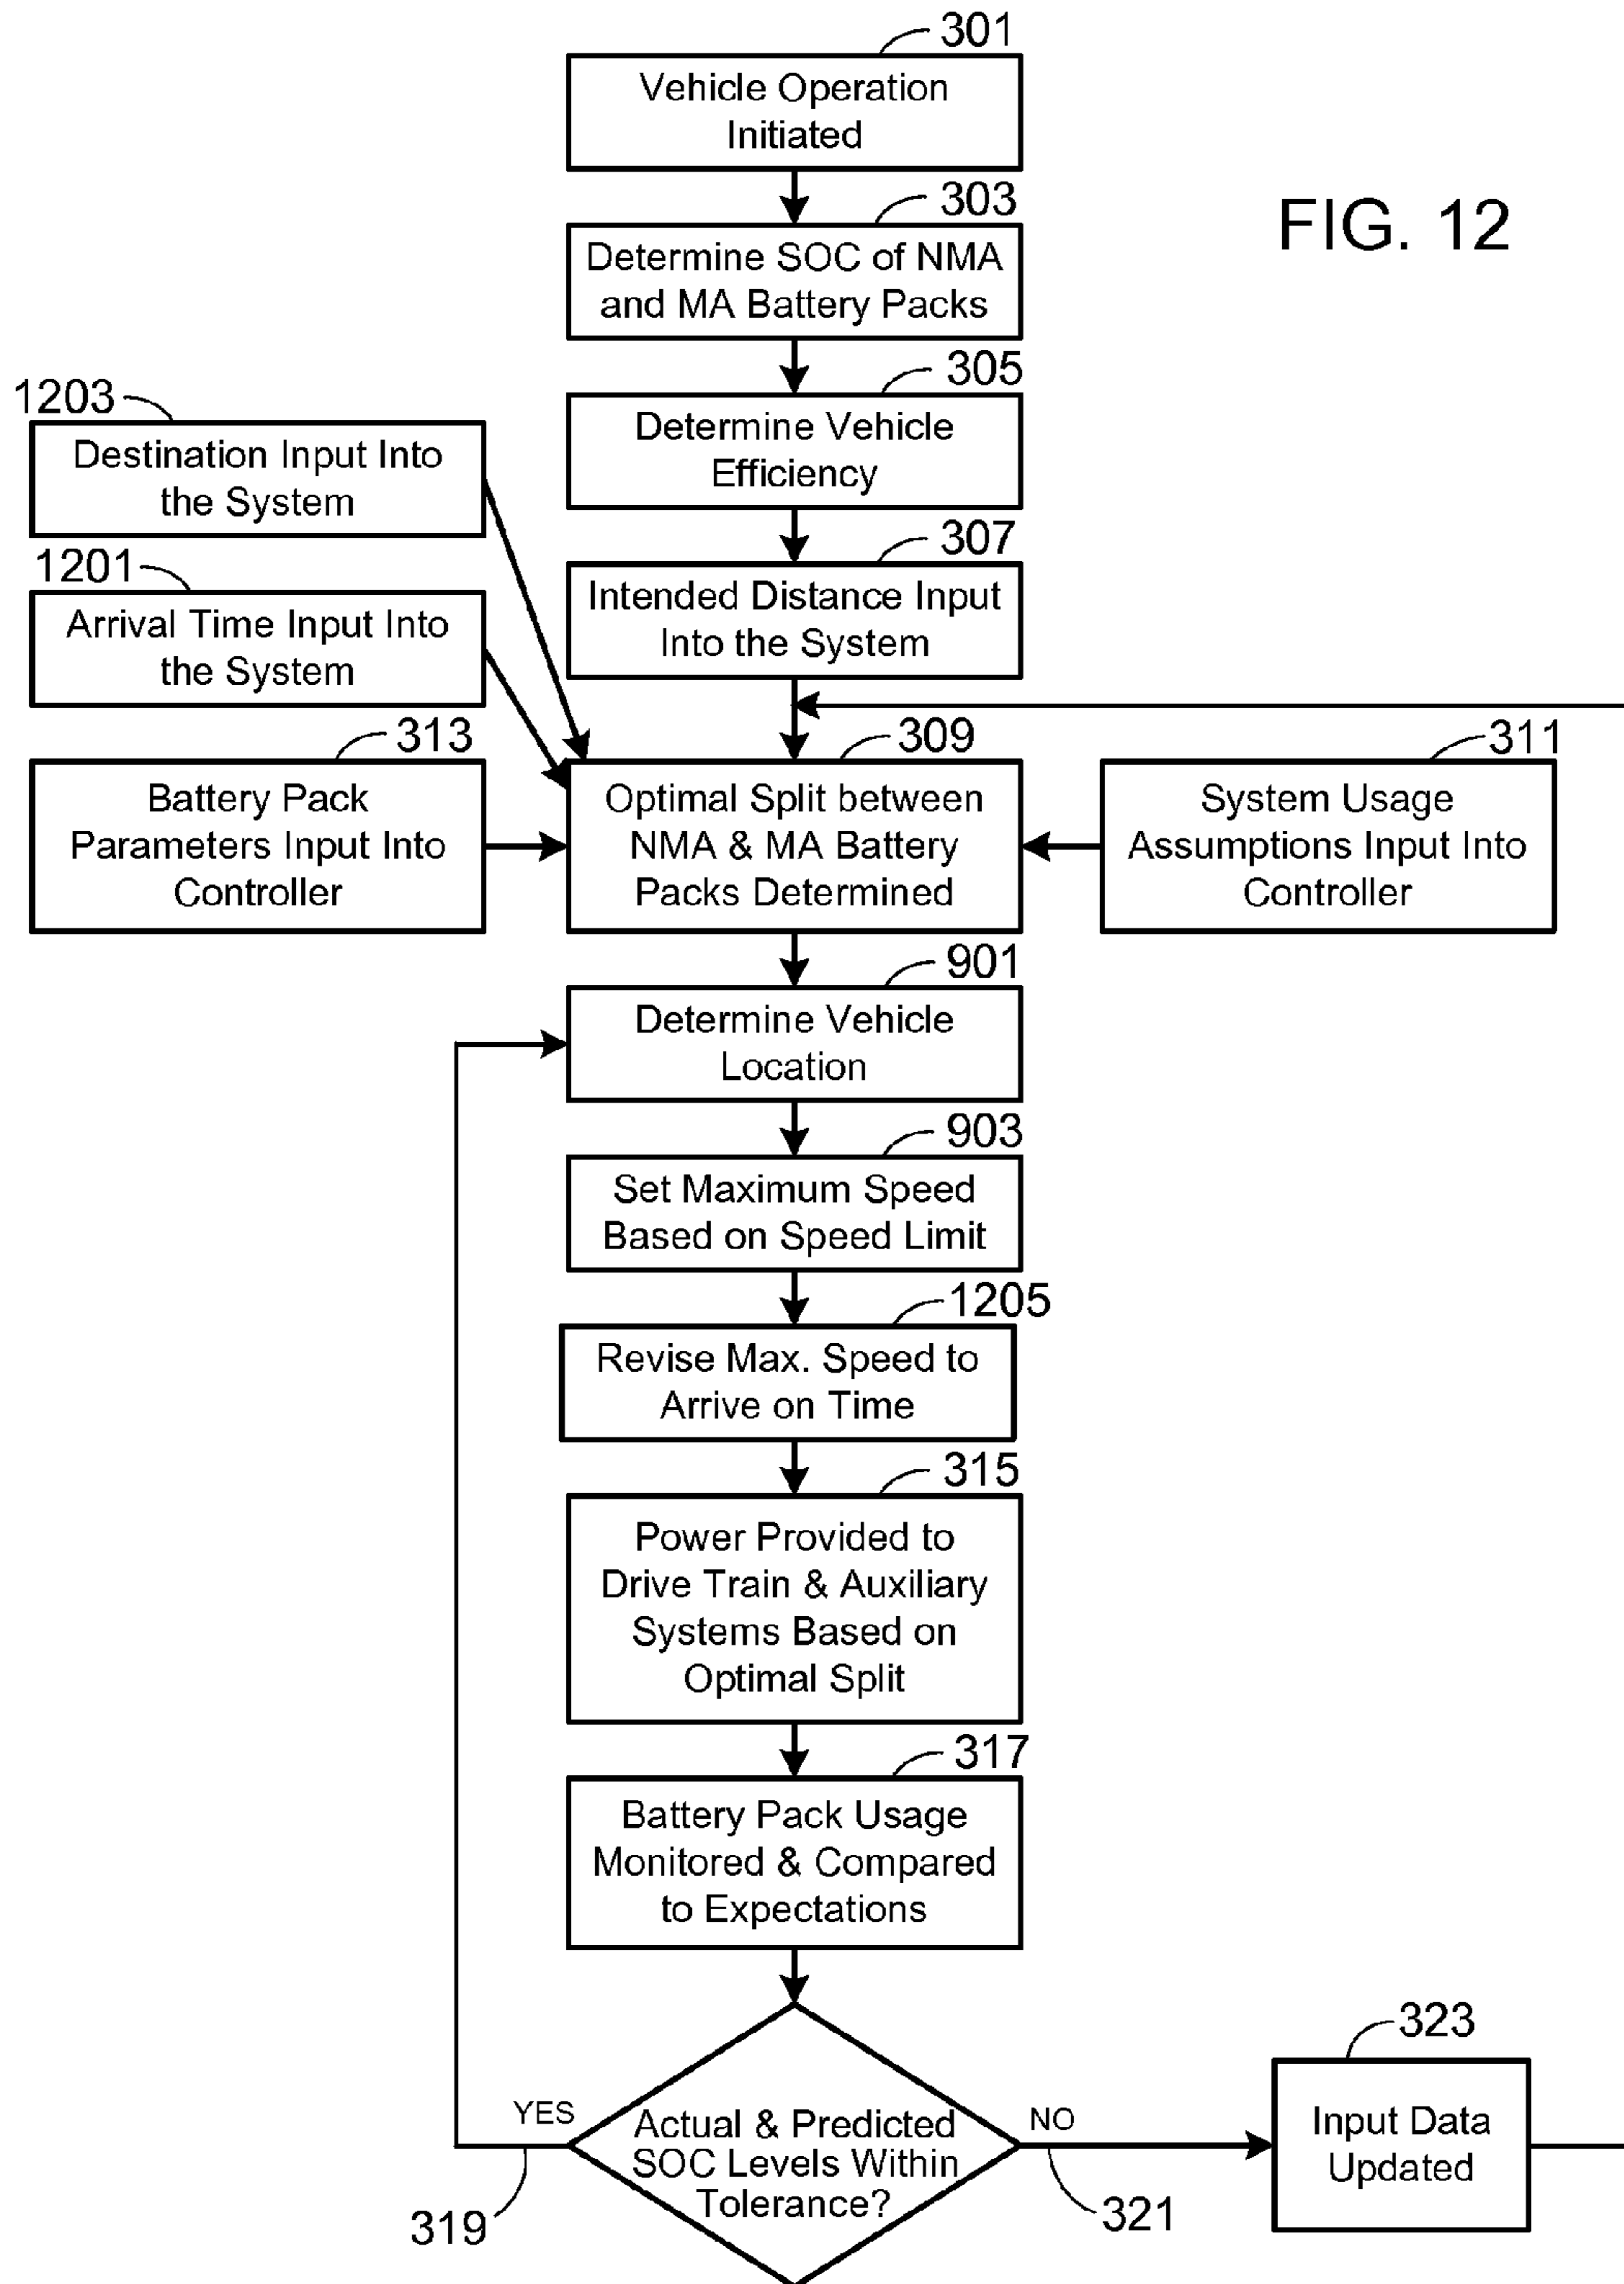 301
Vehicle Operation
Initiated
FIG. 12
303
Determine SOC of NMA
and MA Battery Packs
305
Determine Vehicle
Efficiency
1203
Destination Input Into
the System
307
Intended Distance Input
Into the System
1201
Arrival Time Input Into
the System
313
Battery Pack
Parameters Input Into
Controller
309
Optimal Split between
NMA & MA Battery
Packs Determined
311
System Usage
Assumptions Input Into
Controller
901
Determine Vehicle
Location
903
Set Maximum Speed
Based on Speed Limit
1205
Revise Max. Speed to
Arrive on Time
315
Power Provided to
Drive Train & Auxiliary
Systems Based on
Optimal Split
317
Battery Pack Usage
Monitored & Compared
to Expectations
YES
319
Actual & Predicted
SOC Levels Within
Tolerance?
NO
321
323
Input Data
Updated